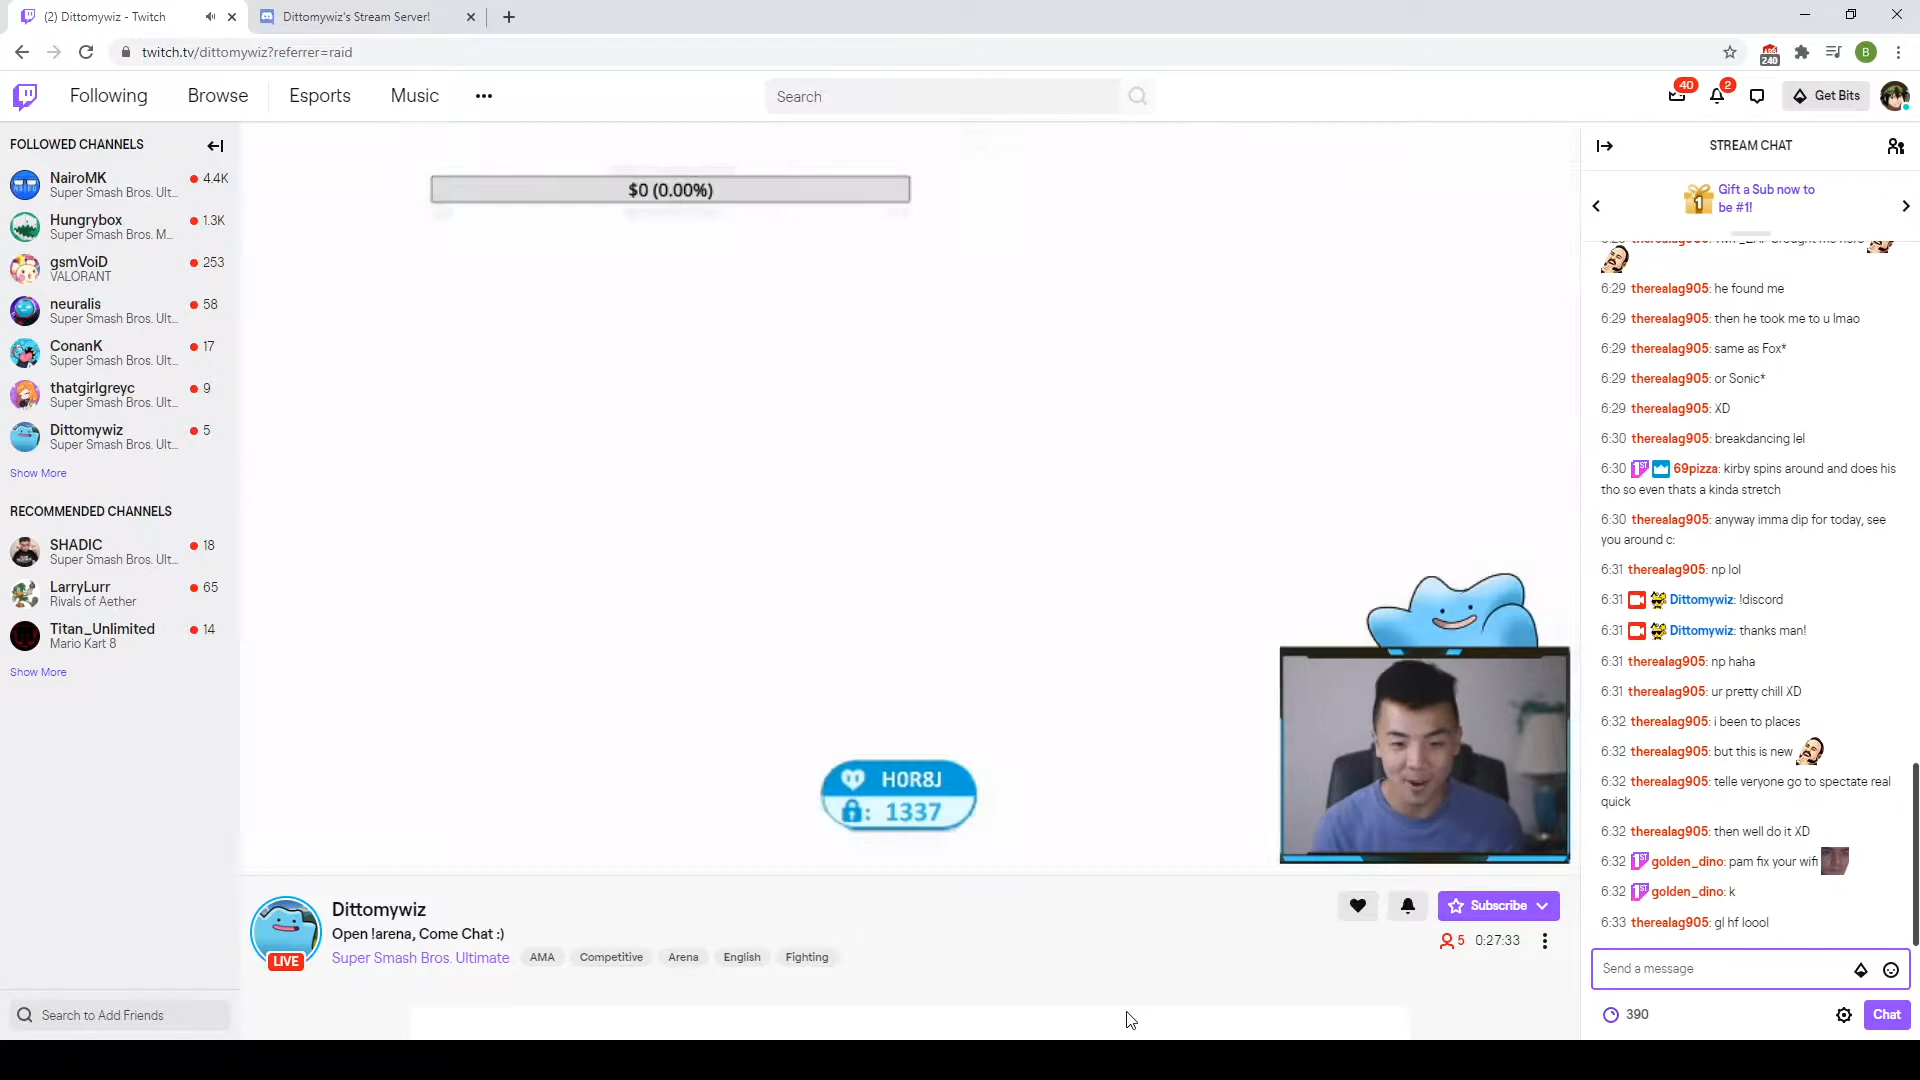 (2) Dittomywiz - Twitch
Dittomywiz's Stream Server!
twitch.tv/dittomywiz?referrer=raid
240
B
Following
Browse
Esports
Music
Search
40
2
Get Bits
FOLLOWED CHANNELS
NairoMK
4.4K
Super Smash Bros. Ult...
Hungrybox
1.3K
Super Smash Bros. M...
gsmVoiD
253
VALORANT
neuralis
58
Super Smash Bros. Ult...
ConanK
17
Super Smash Bros. Ult...
thatgirlgreyc
9
Super Smash Bros. Ult...
Dittomywiz
5
Super Smash Bros. Ult...
Show More
RECOMMENDED CHANNELS
SHADIC
18
Super Smash Bros. Ult...
LarryLurr
65
Rivals of Aether
Titan_Unlimited
14
Mario Kart 8
Show More
Search to Add Friends
$0 (0.00%)
H0R8J
: 1337
Dittomywiz
Open !arena, Come Chat :)
Super Smash Bros. Ultimate
AMA
Competitive
Arena
English
Fighting
LIVE
Subscribe
5
0:27:33
STREAM CHAT
1
Gift a Sub now to
be #1!
6:29 therealag905: he found me
6:29 therealag905: then he took me to u lmao
6:29 therealag905: same as Fox*
6:29 therealag905: or Sonic*
6:29 therealag905: XD
6:30 therealag905: breakdancing lel
6:30 1ST 69pizza: kirby spins around and does his
tho so even thats a kinda stretch
6:30 therealag905: anyway imma dip for today, see
you around c:
6:31 therealag905: np lol
6:31 Dittomywiz: !discord
6:31 Dittomywiz: thanks man!
6:31 therealag905: np haha
6:31 therealag905: ur pretty chill XD
6:32 therealag905: i been to places
6:32 therealag905: but this is new
6:32 therealag905: telle veryone go to spectate real
quick
6:32 therealag905: then well do it XD
6:32 1ST golden_dino: pam fix your wifi
6:32 1ST golden_dino: k
6:33 therealag905: gl hf loool
Send a message
390
Chat